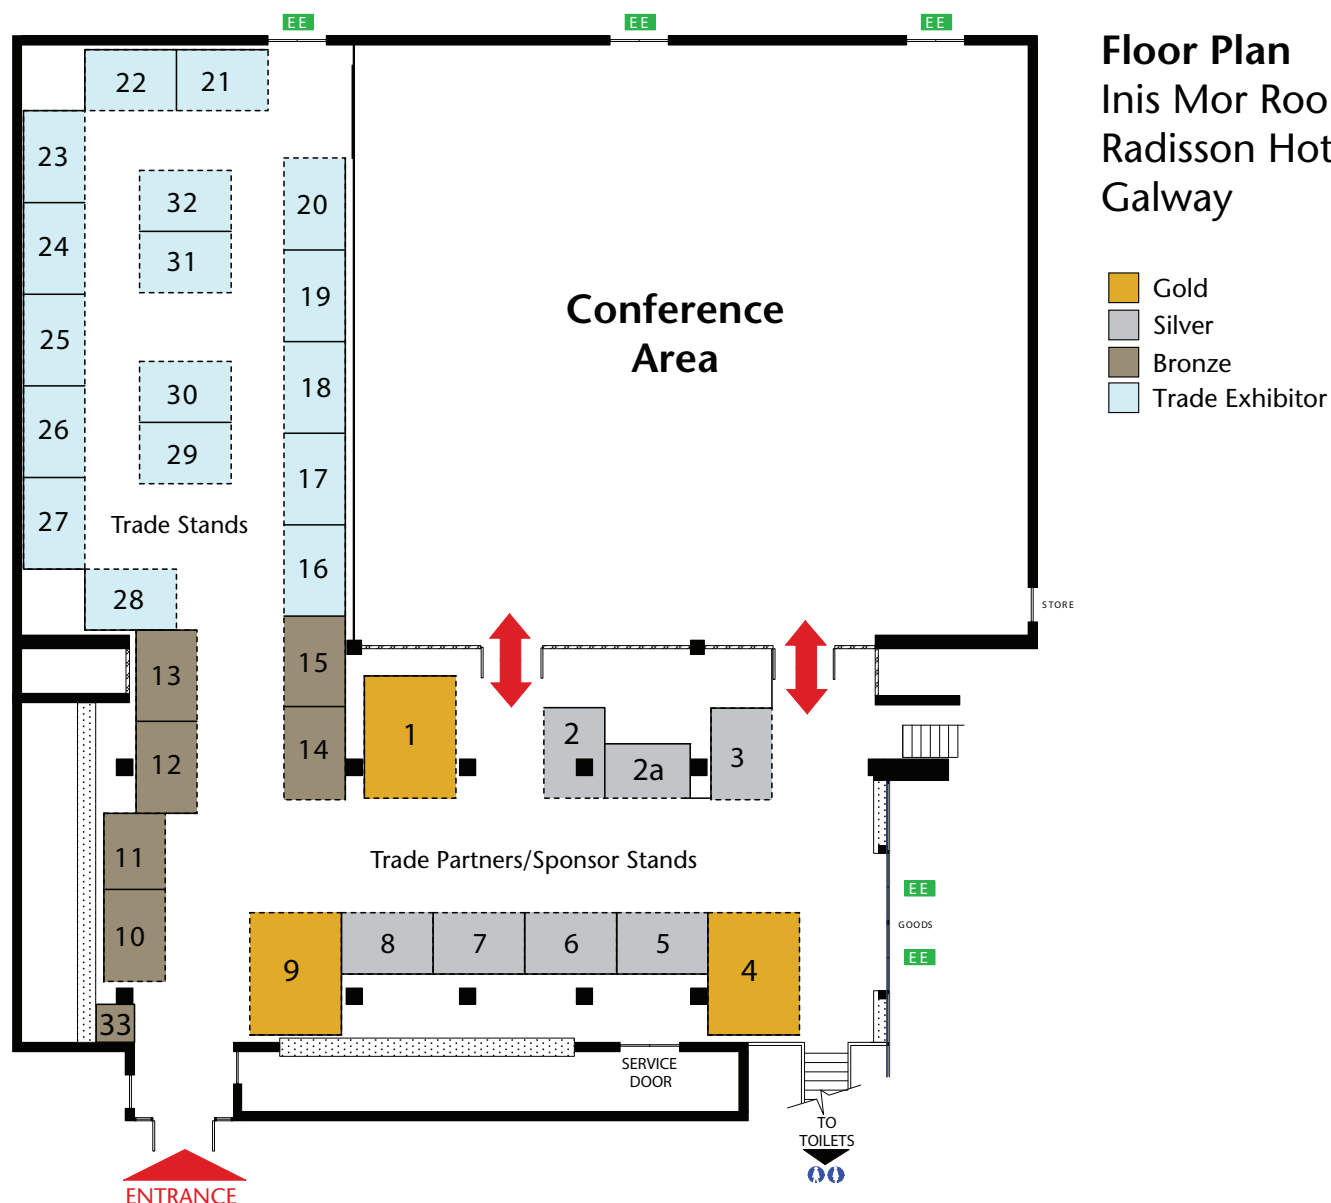 EE
EE
EE
Floor Plan
Inis Mor Roo
Radisson Hot
Galway
Gold
Silver
Bronze
Trade Exhibitor
22
21
23
24
25
26
27
28
32
31
30
29
20
19
18
17
16
15
14
13
12
11
10
33
Trade Stands
Conference
Area
STORE
1
2
2a
3
Trade Partners/Sponsor Stands
9
8
7
6
5
4
EE
GOODS
EE
SERVICE
DOOR
TO
TOILETS
ENTRANCE